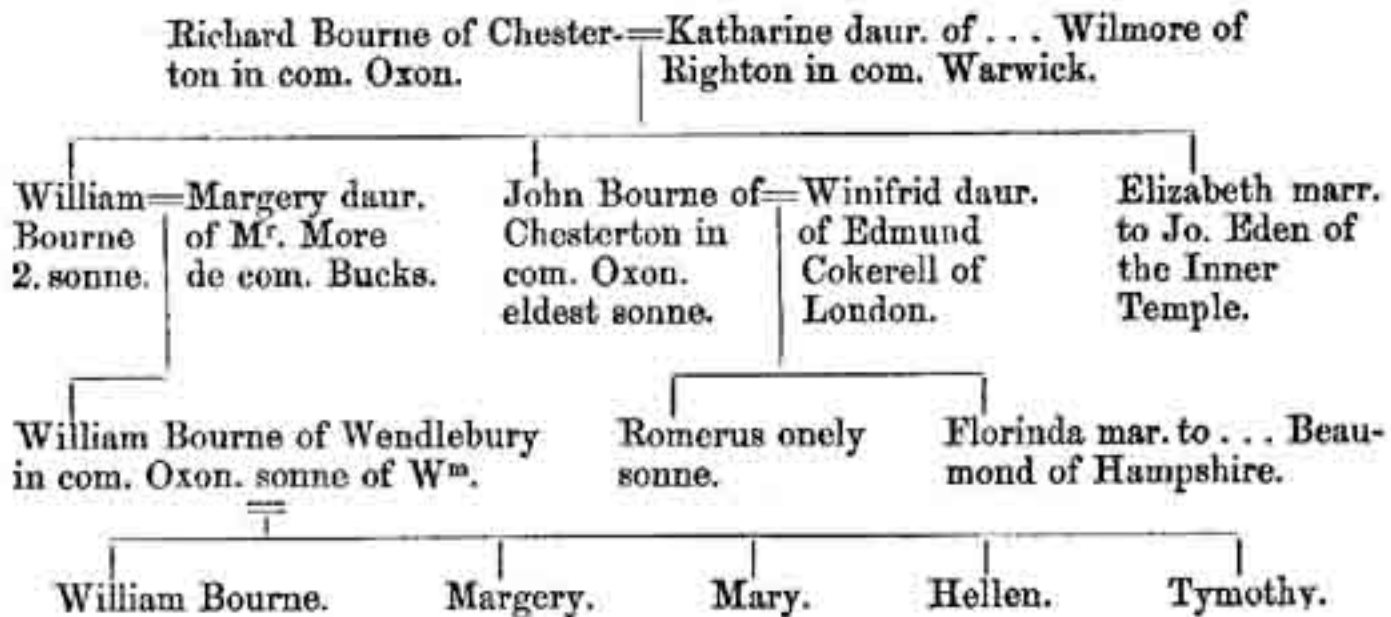 Richard Bourne of Chester-=Katharine daur. of . . . Wilmore of
ton in com. Oxon. Righton in com. Warwick.
William=Margery daur.
Bourne of Mr. More
2. sonne. de com. Bucks.
John Bourne of=Winifrid daur.
Chesterton in of Edmund
com. Oxon. Cokerell of
eldest sonne. London.
Elizabeth marr.
to Jo. Eden of
the Inner
Temple.
William Bourne of Wendlebury
in com. Oxon. sonne of Wm.
Romerus onely
sonne.
Florinda mar. to . . . Beau-
mond of Hampshire.
William Bourne. Margery. Mary. Hellen. Tymothy.